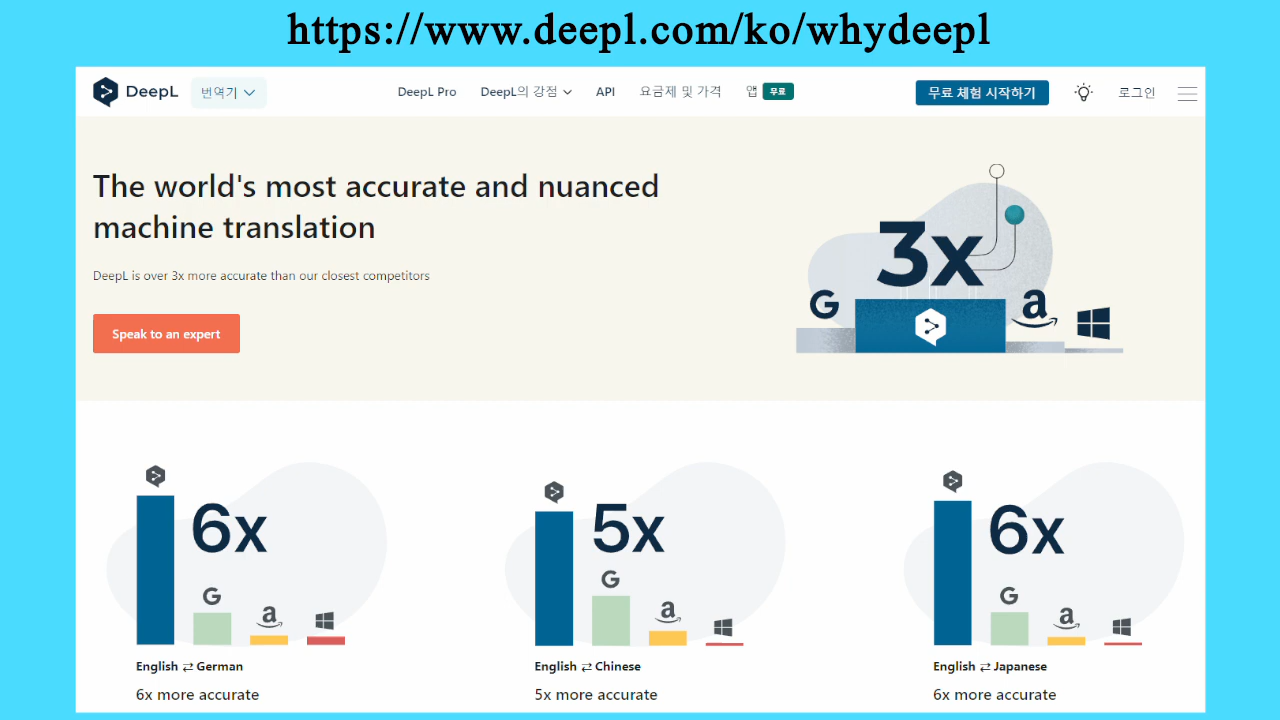 https://www.deepl.com/ko/whydeepl
DeepL 번역기 DeepL Pro DeepL의 강점 API 요금제 및 가격 앱 무료 무료 체험 시작하기 로그인
The world's most accurate and nuanced
machine translation
DeepL is over 3x more accurate than our closest competitors
Speak to an expert
3x
G a
6x 5x 6x
G a G a G a
English ⇄ German English ⇄ Chinese English ⇄ Japanese
6x more accurate 5x more accurate 6x more accurate